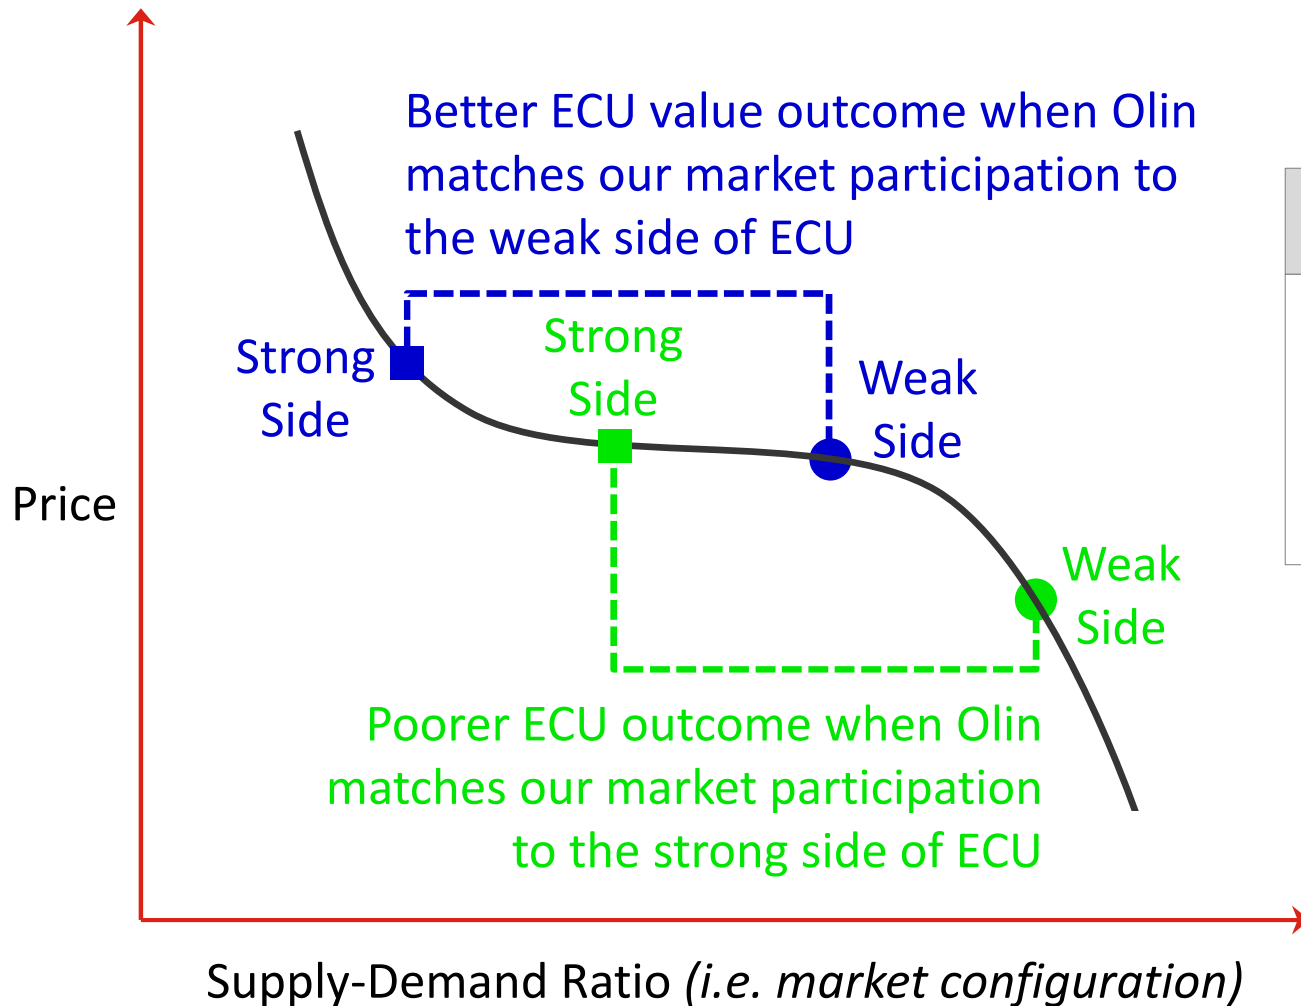 Better ECU value outcome when Olin
matches our market participation to
the weak side of ECU
Strong
Side
Strong
Side
Weak
Side
Price
Weak
Side
Poorer ECU outcome when Olin
matches our market participation
to the strong side of ECU
Supply-Demand Ratio (i.e. market configuration)